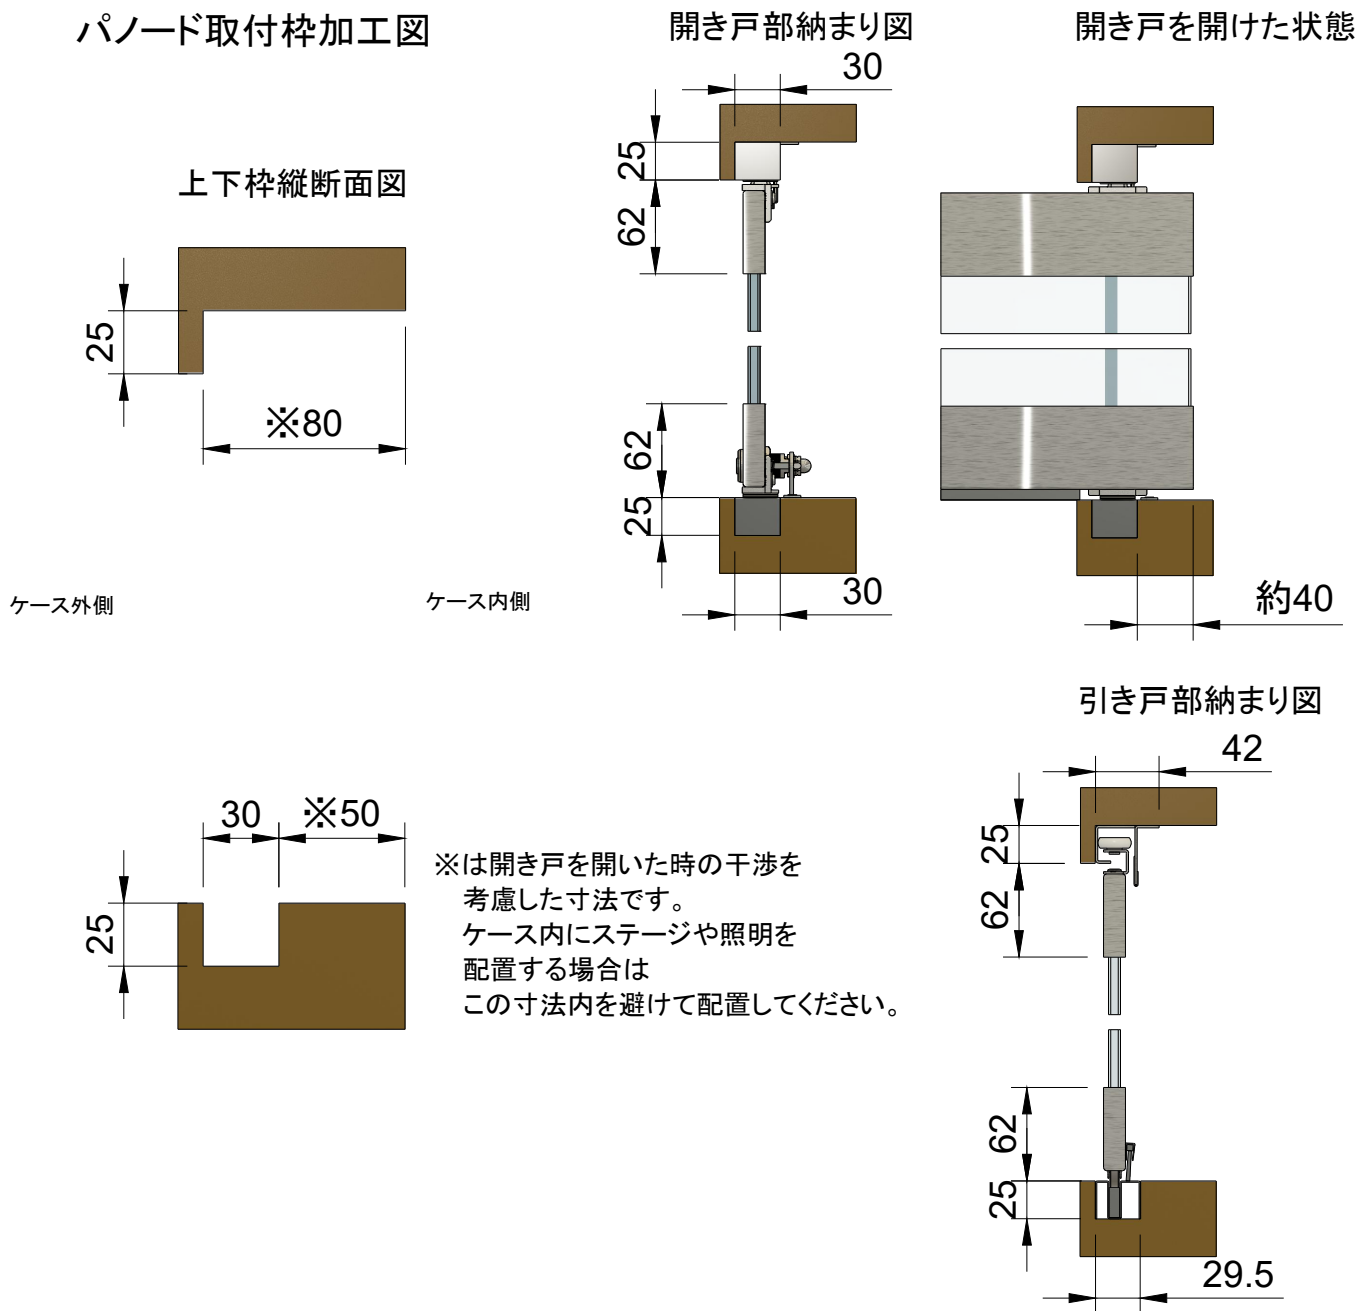 パノード取付枠加工図
上下枠縦断面図
25
※80
ケース外側
ケース内側
30
※50
25
※は開き戸を開いた時の干渉を
考慮した寸法です。
ケース内にステージや照明を
配置する場合は
この寸法内を避けて配置してください。
開き戸部納まり図
30
25
62
62
25
30
開き戸を開けた状態
約40
引き戸部納まり図
42
25
62
62
25
29.5